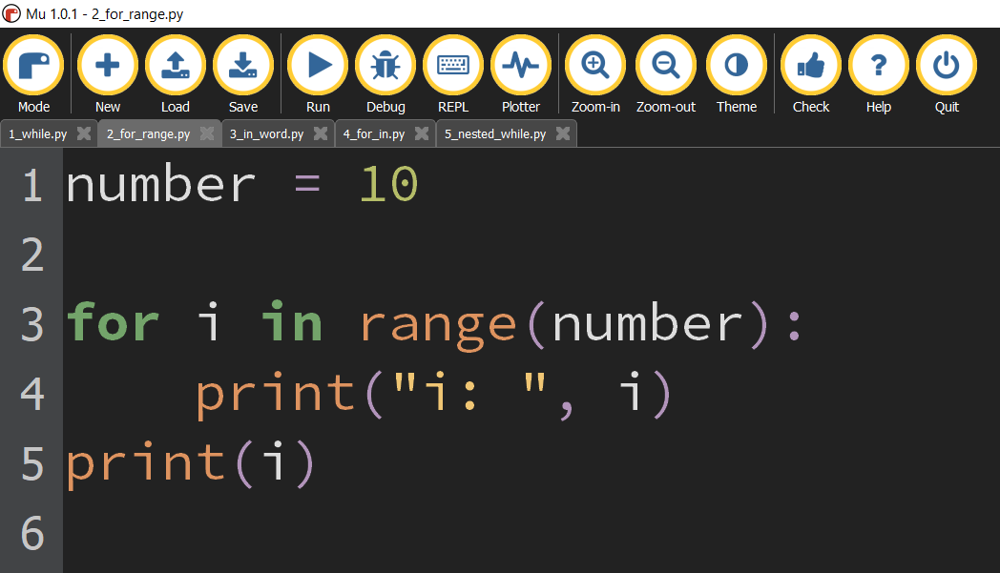 Mu 1.0.1 - 2_for_range.py
Mode New Load Save Run Debug REPL Plotter Zoom-in Zoom-out Theme Check Help Quit
1_while.py 2_for_range.py 3_in_word.py 4_for_in.py 5_nested_while.py
1 number = 10
2
3 for i in range(number):
4     print("i: ", i)
5 print(i)
6